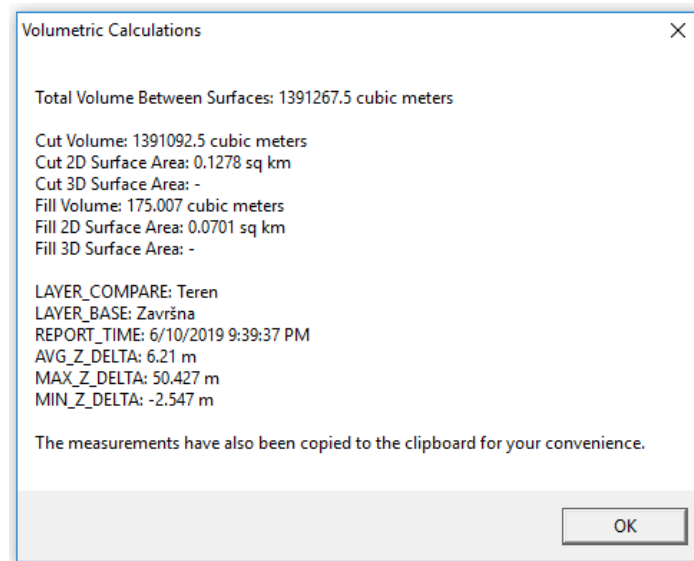 Volumetric Calculations
Total Volume Between Surfaces: 1391267.5 cubic meters
Cut Volume: 1391092.5 cubic meters
Cut 2D Surface Area: 0.1278 sq km
Cut 3D Surface Area: -
Fill Volume: 175.007 cubic meters
Fill 2D Surface Area: 0.0701 sq km
Fill 3D Surface Area: -
LAYER_COMPARE: Teren
LAYER_BASE: Završna
REPORT_TIME: 6/10/2019 9:39:37 PM
AVG_Z_DELTA: 6.21 m
MAX_Z_DELTA: 50.427 m
MIN_Z_DELTA: -2.547 m
The measurements have also been copied to the clipboard for your convenience.
OK